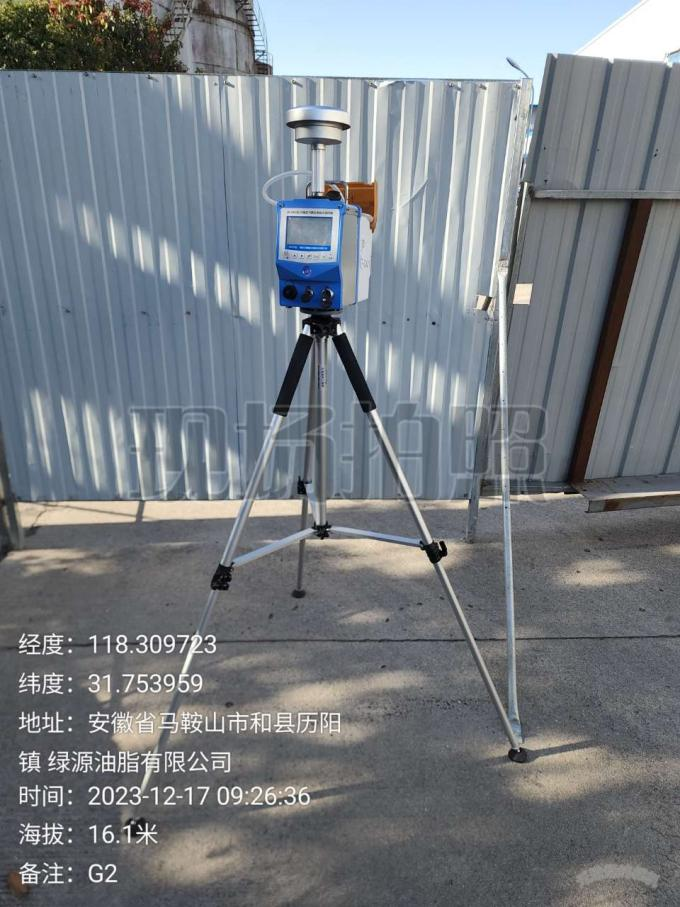 现场拍照
经度：118.309723
纬度：31.753959
地址：安徽省马鞍山市和县历阳
镇 绿源油脂有限公司
时间：2023-12-17 09:26:36
海拔：16.1米
备注：G2